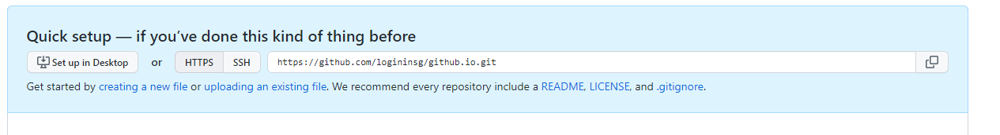 Quick setup — if you’ve done this kind of thing before
Set up in Desktop or HTTPS SSH https://github.com/logininsg/github.io.git
Get started by creating a new file or uploading an existing file. We recommend every repository include a README, LICENSE, and .gitignore.